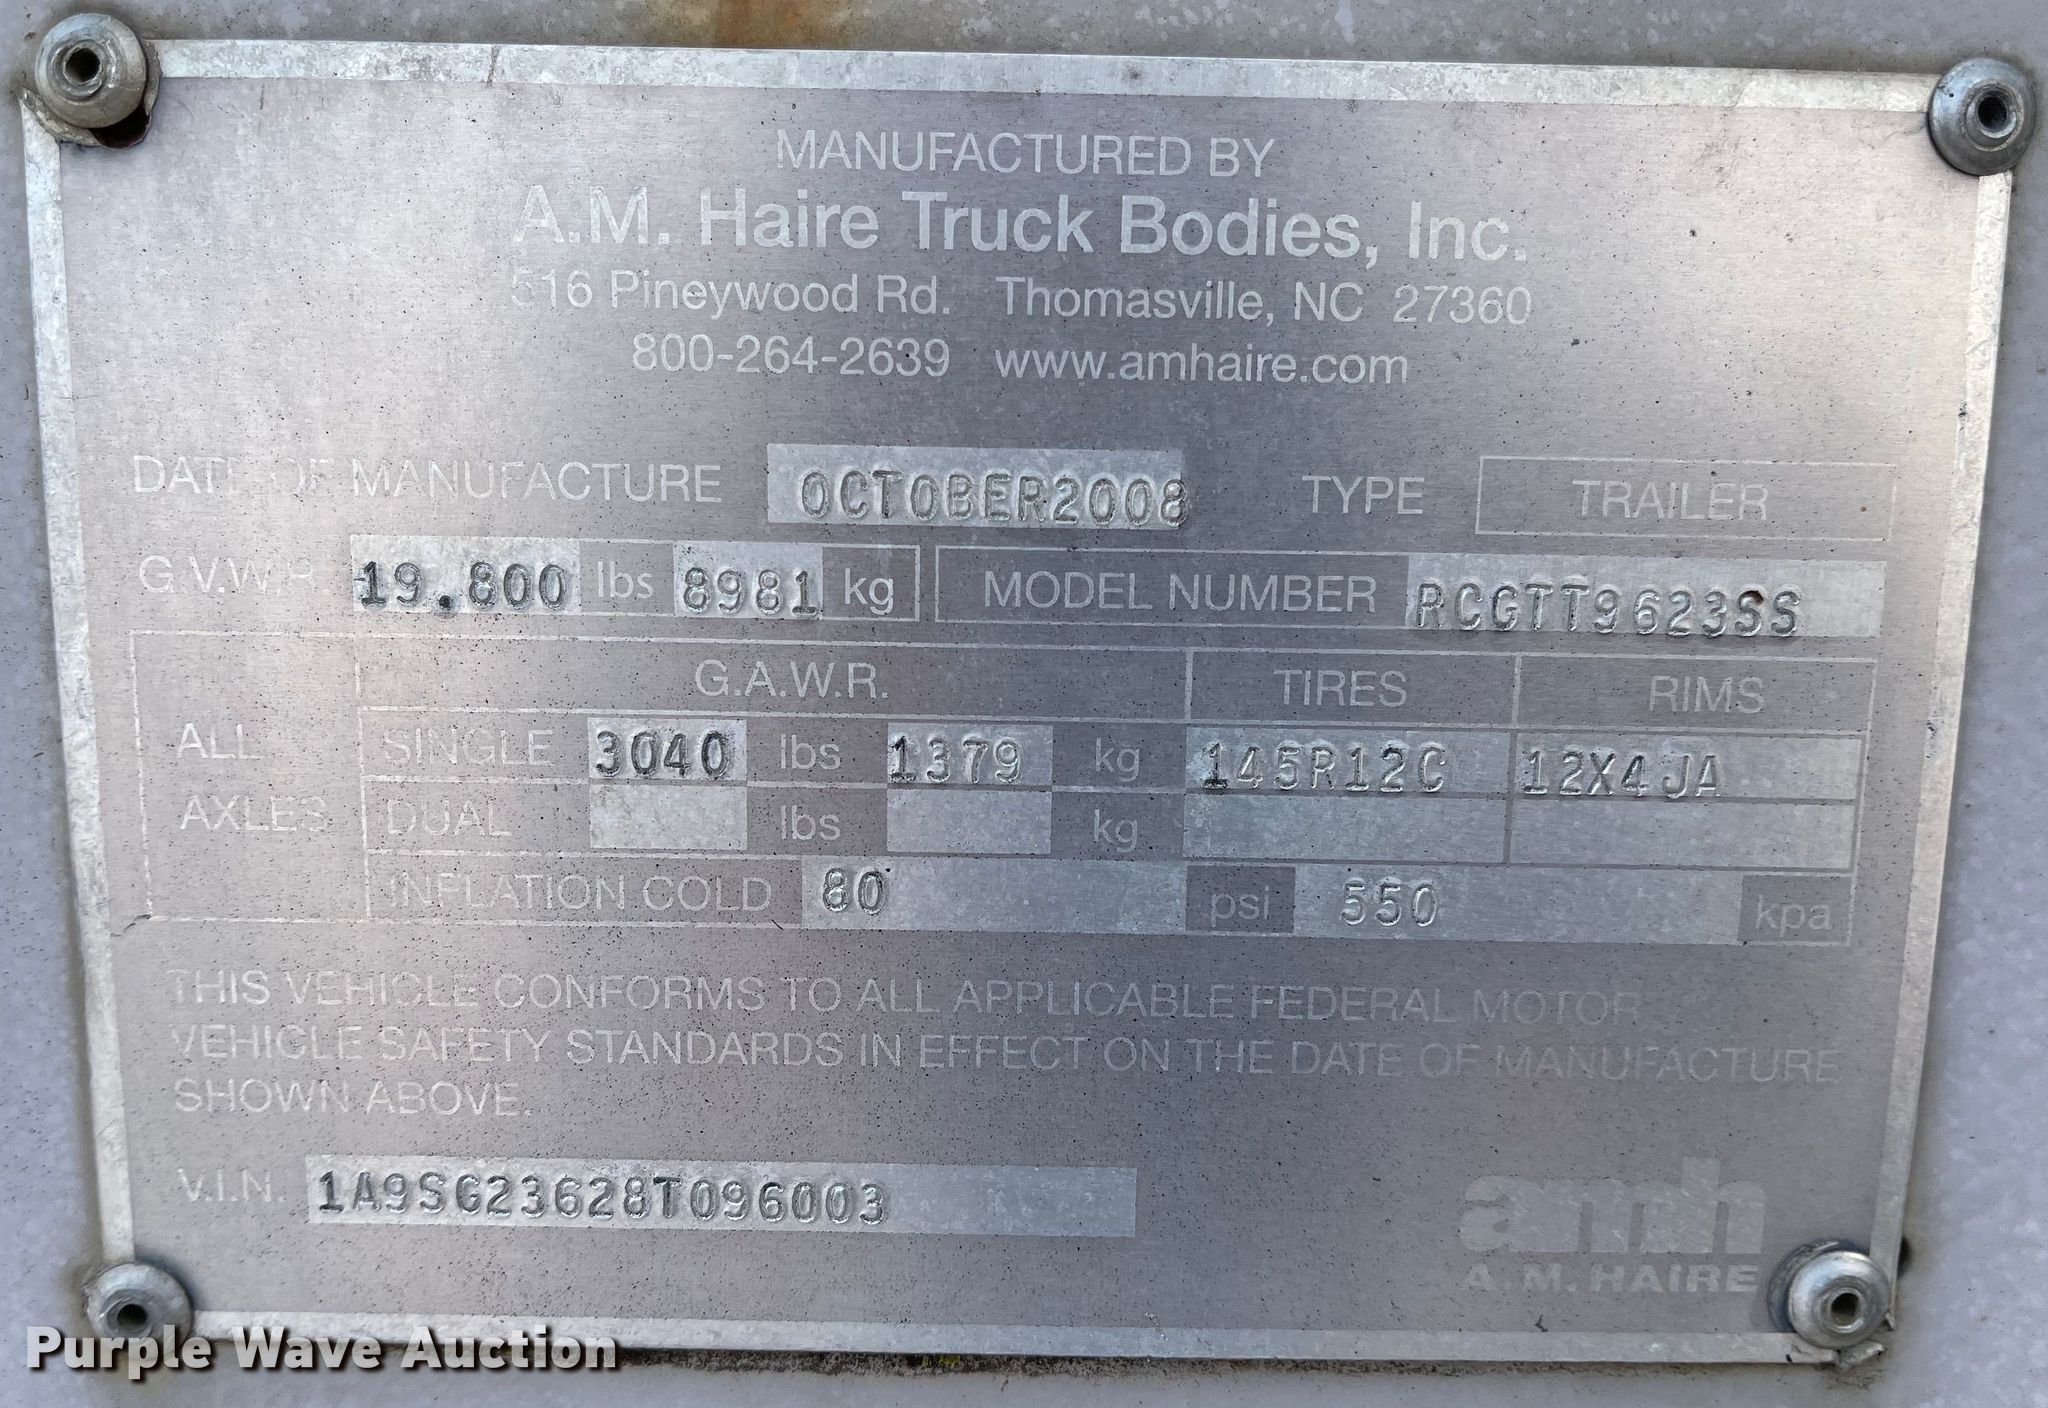 MANUFACTURED BY
A.M. Haire Truck Bodies, Inc.
516 Pineywood Rd. Thomasville, NC 27360
800-264-2639 www.amhaire.com
DATE OF MANUFACTURE OCTOBER2008 TYPE TRAILER
G.V.W.R. 19.800 lbs 8981 kg MODEL NUMBER RCGTT9623SS
G.A.W.R. TIRES RIMS
ALL AXLES
SINGLE 3040 lbs 1379 kg 145R12C 12X4JA
DUAL lbs kg
INFLATION COLD 80 psi 550 kpa
THIS VEHICLE CONFORMS TO ALL APPLICABLE FEDERAL MOTOR
VEHICLE SAFETY STANDARDS IN EFFECT ON THE DATE OF MANUFACTURE
SHOWN ABOVE.
V.I.N. 1A9SG23628T096003
amh
A.M. HAIRE
Purple Wave Auction